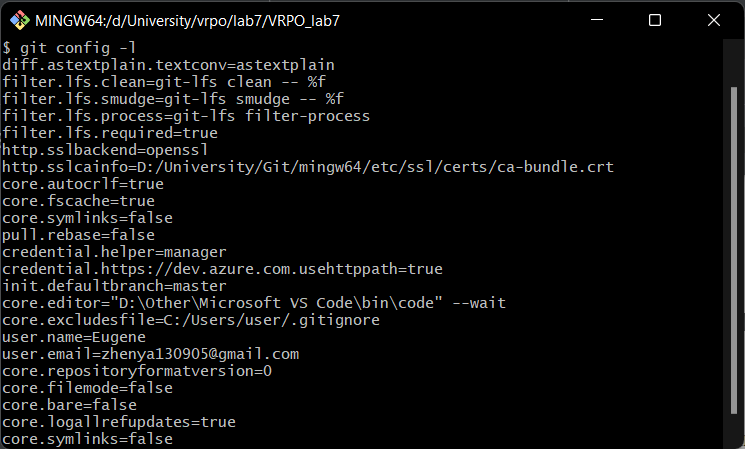 MINGW64:/d/University/vrpo/lab7/VRPO_lab7
$ git config -l
diff.astextplain.textconv=astextplain
filter.lfs.clean=git-lfs clean -- %f
filter.lfs.smudge=git-lfs smudge -- %f
filter.lfs.process=git-lfs filter-process
filter.lfs.required=true
http.sslbackend=openssl
http.sslcainfo=D:/University/Git/mingw64/etc/ssl/certs/ca-bundle.crt
core.autocrlf=true
core.fscache=true
core.symlinks=false
pull.rebase=false
credential.helper=manager
credential.https://dev.azure.com.usehttppath=true
init.defaultbranch=master
core.editor="D:\Other\Microsoft VS Code\bin\code" --wait
core.excludesfile=C:/Users/user/.gitignore
user.name=Eugene
user.email=zhenya130905@gmail.com
core.repositoryformatversion=0
core.filemode=false
core.bare=false
core.logallrefupdates=true
core.symlinks=false